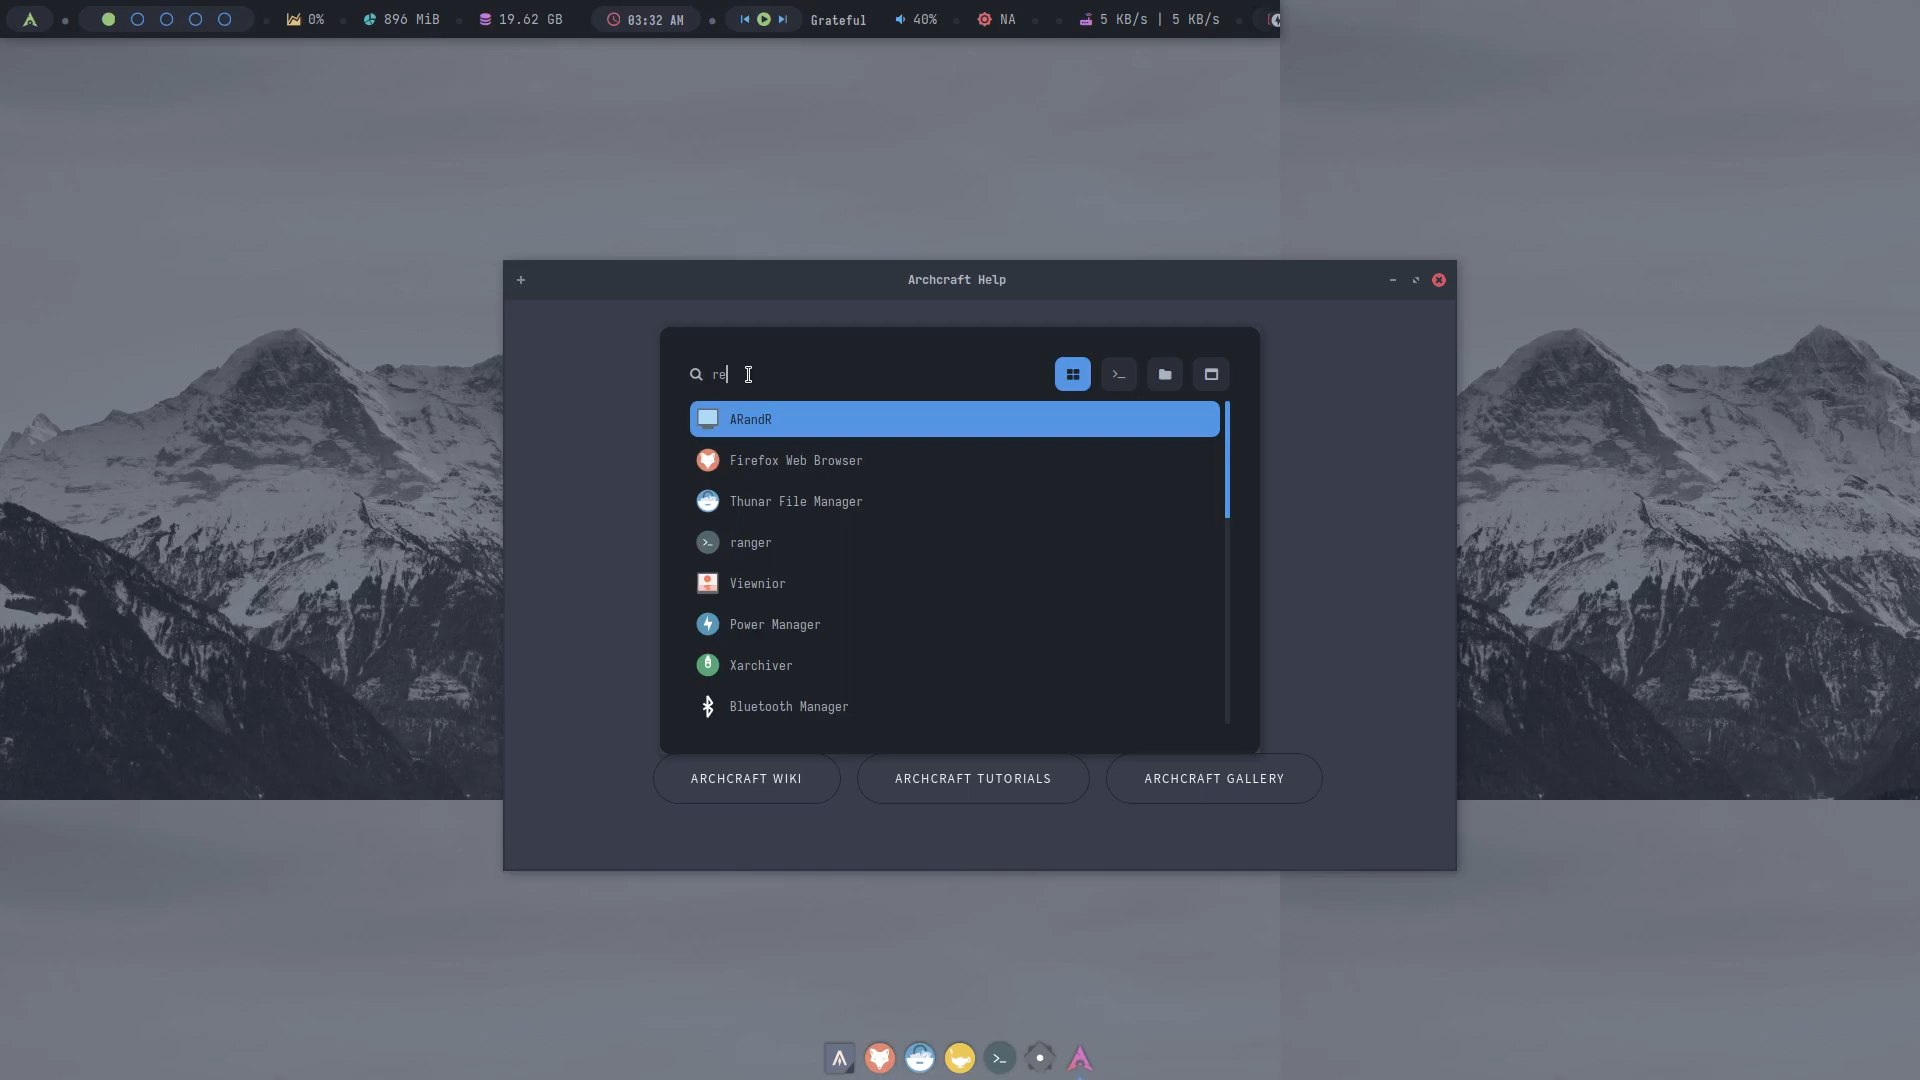 0% 896 MiB 19.62 GB 03:32 AM Grateful 40% NA 5 KB/s | 5 KB/s
Archcraft Help
re
ARandR
Firefox Web Browser
Thunar File Manager
ranger
Viewnior
Power Manager
Xarchiver
Bluetooth Manager
ARCHCRAFT WIKI ARCHCRAFT TUTORIALS ARCHCRAFT GALLERY